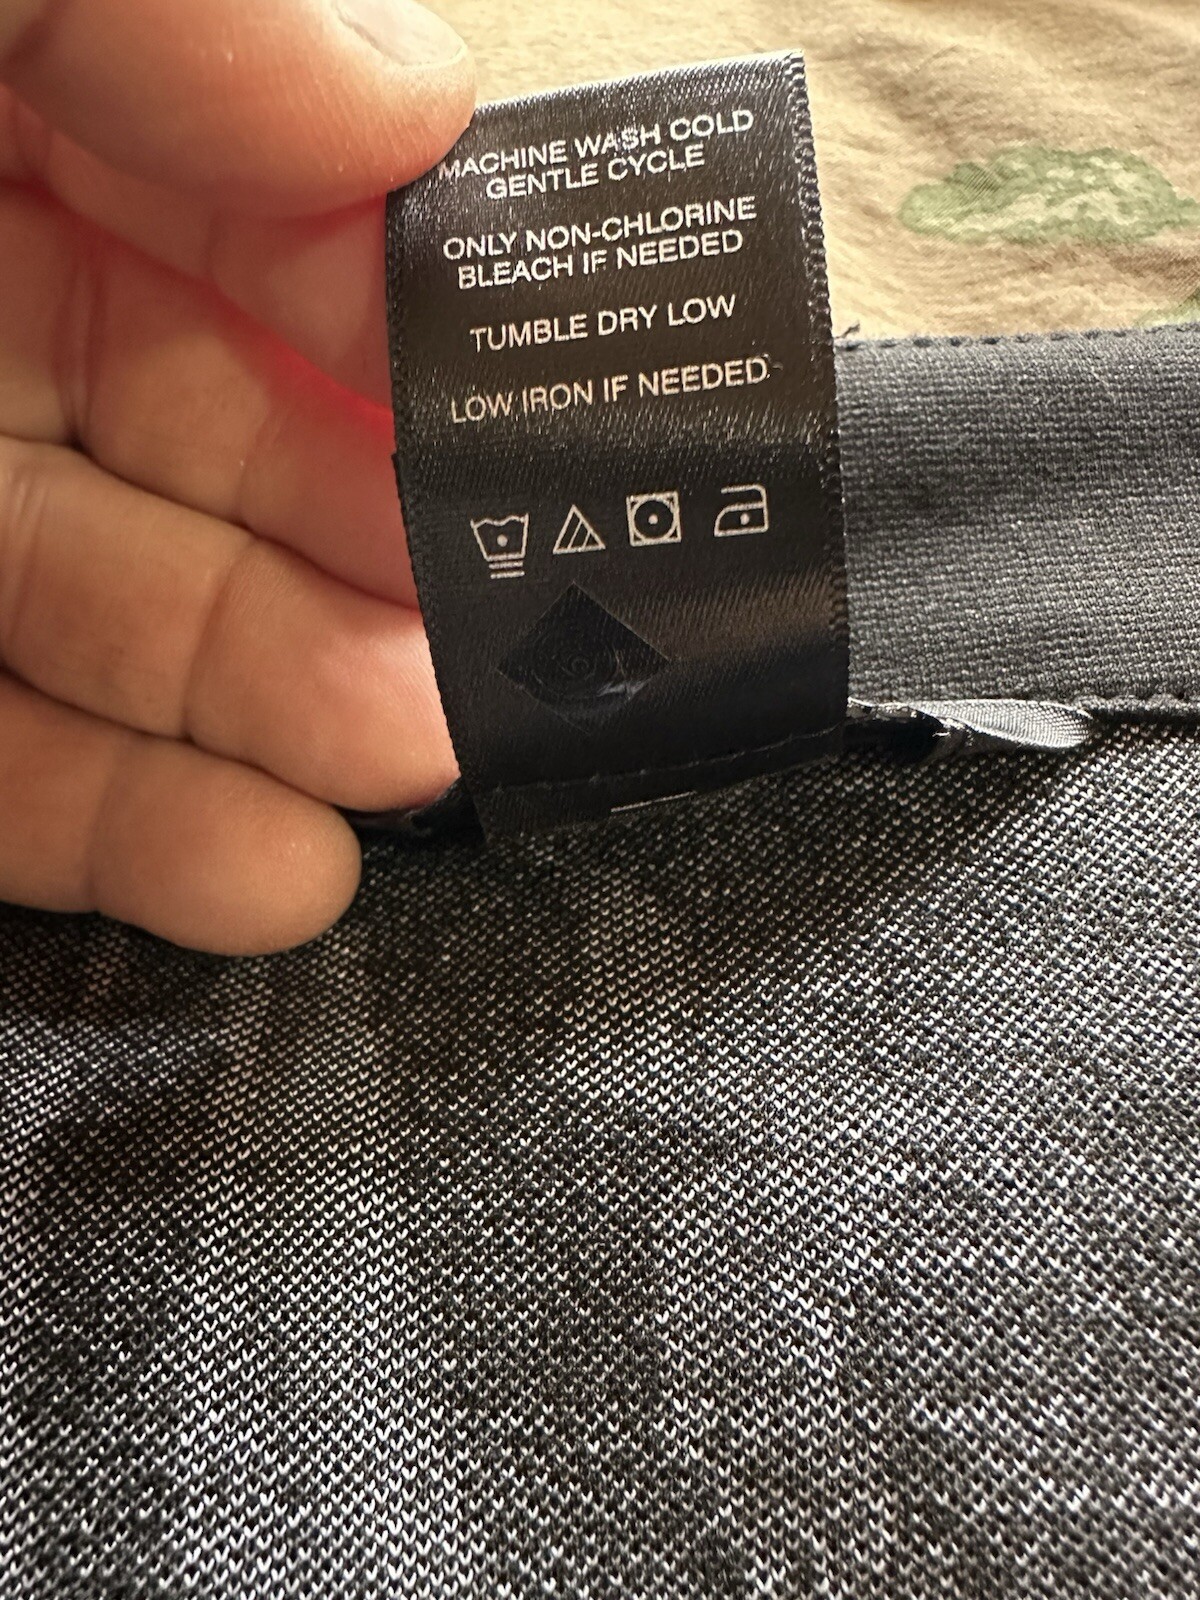 MACHINE WASH COLD
GENTLE CYCLE
ONLY NON-CHLORINE
BLEACH IF NEEDED
TUMBLE DRY LOW
LOW IRON IF NEEDED